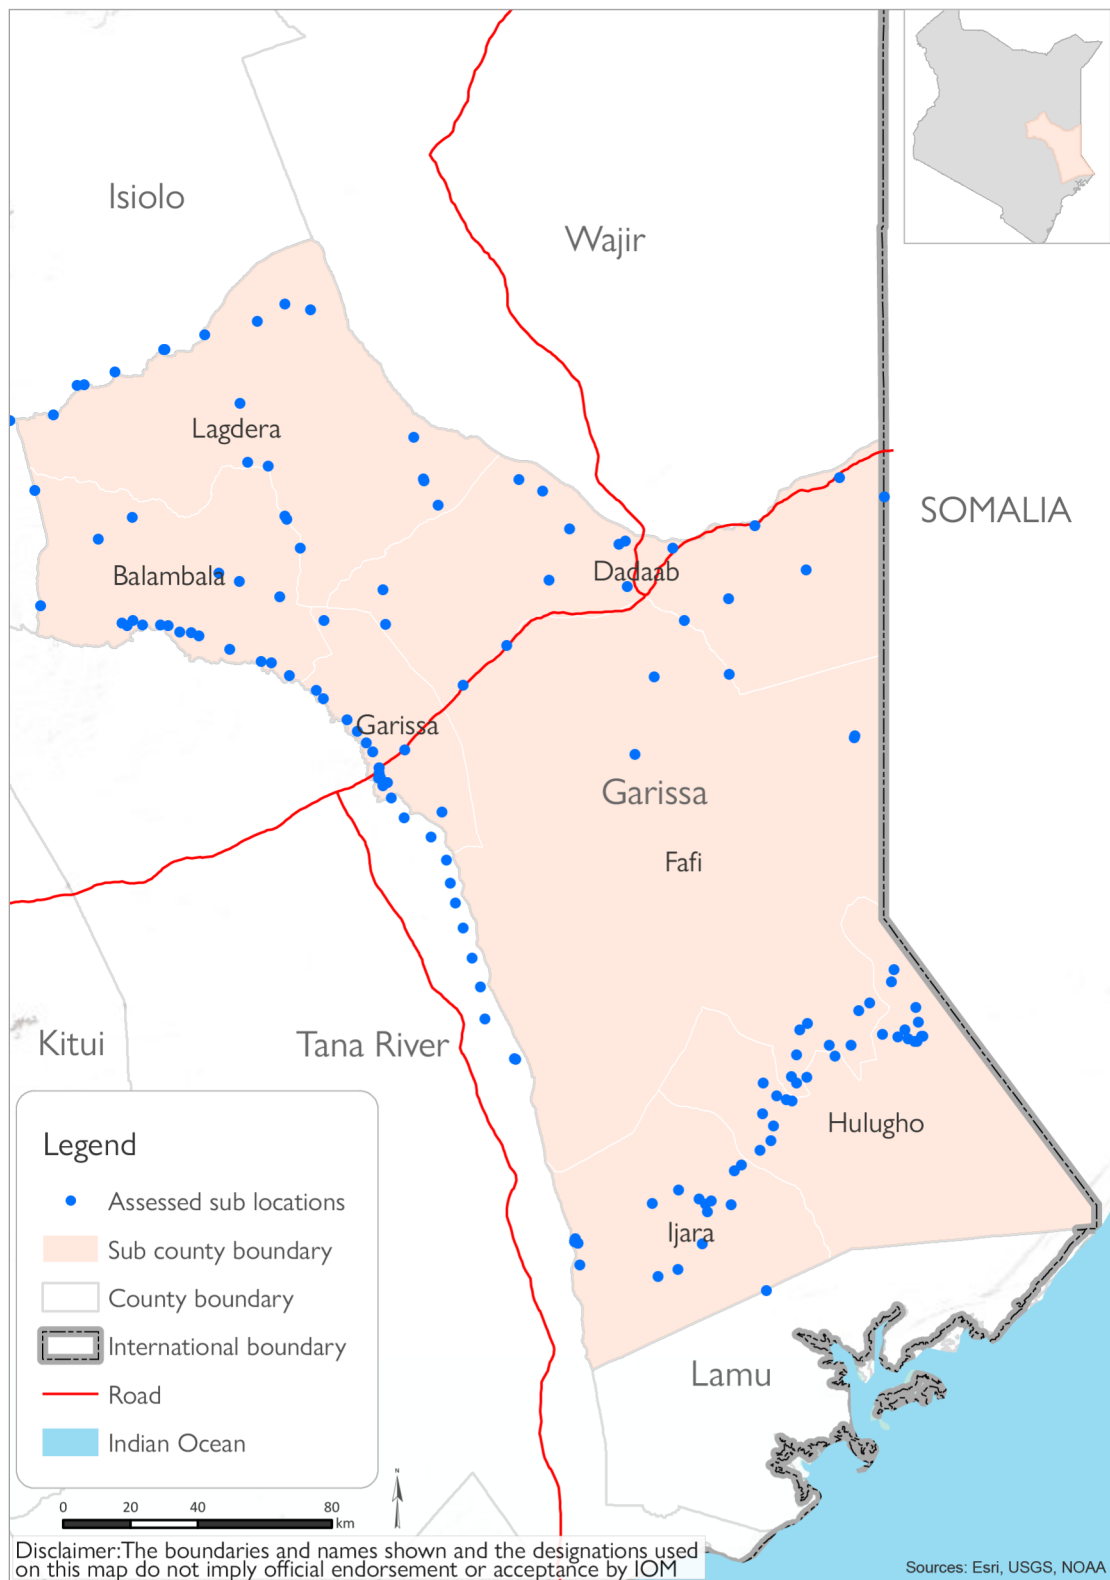 Isiolo
Wajir
Lagdera
SOMALIA
Balambala
Dadaab
Garissa
Garissa
Fafi
Kitui
Tana River
Hulugho
Ijara
Lamu
Legend
Assessed sub locations
Sub county boundary
County boundary
International boundary
Road
Indian Ocean
N
0 20 40 80
km
Disclaimer:The boundaries and names shown and the designations used
on this map do not imply official endorsement or acceptance by IOM
Sources: Esri, USGS, NOAA